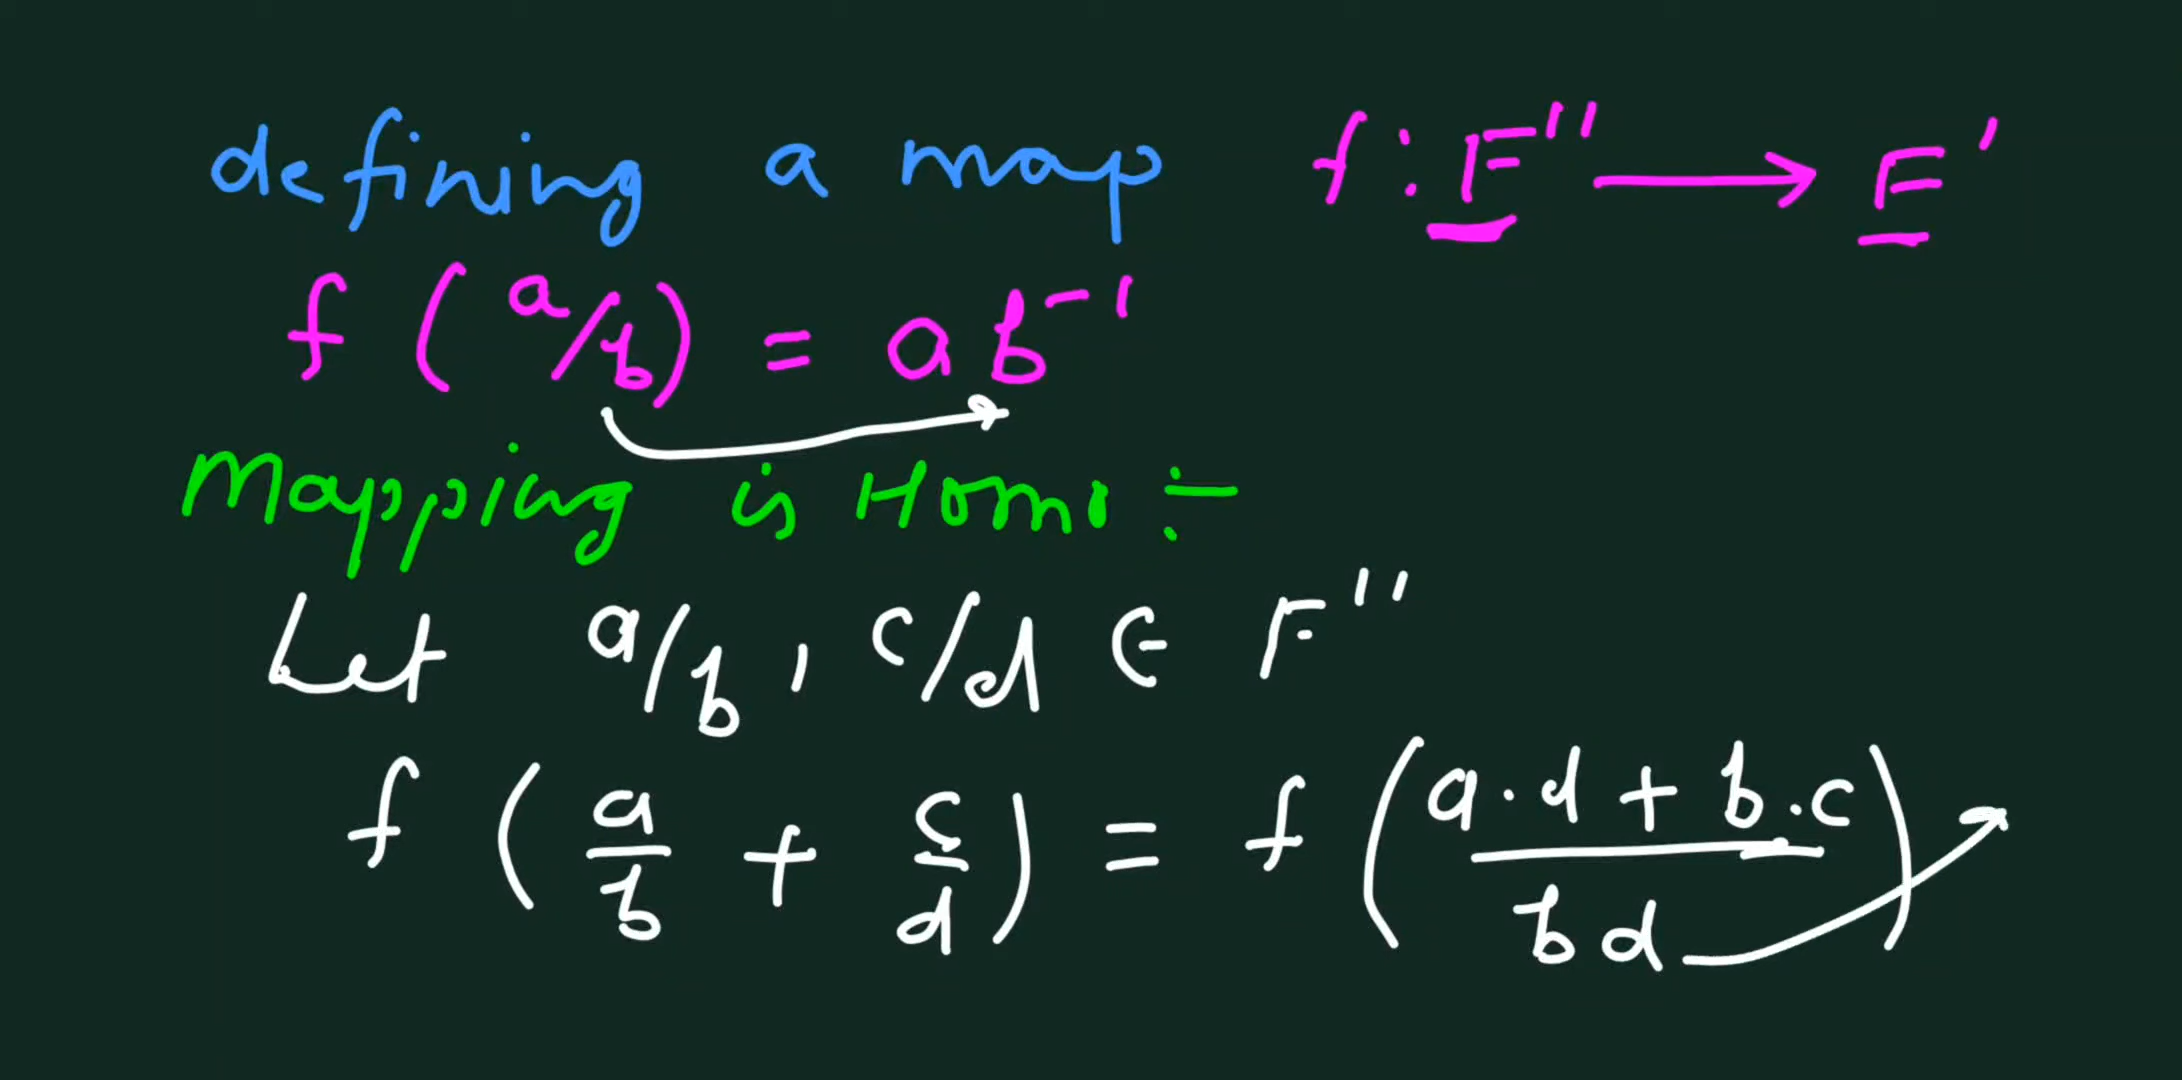 defining a map f : F'' → F'
f (a/b) = ab⁻¹
Mapping is Homo :-
Let a/b, c/d ∈ F''
f (a/b + c/d) = f (a.d + b.c / bd)